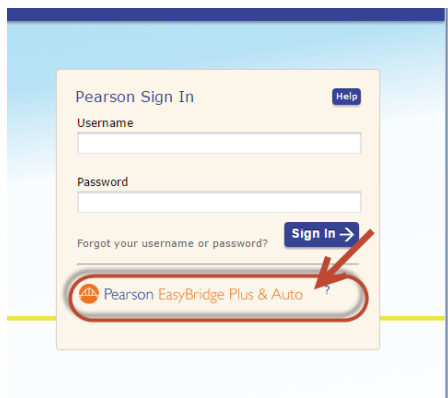 Pearson Sign In
Help
Username
Password
Sign In →
Forgot your username or password?
Pearson EasyBridge Plus & Auto ?